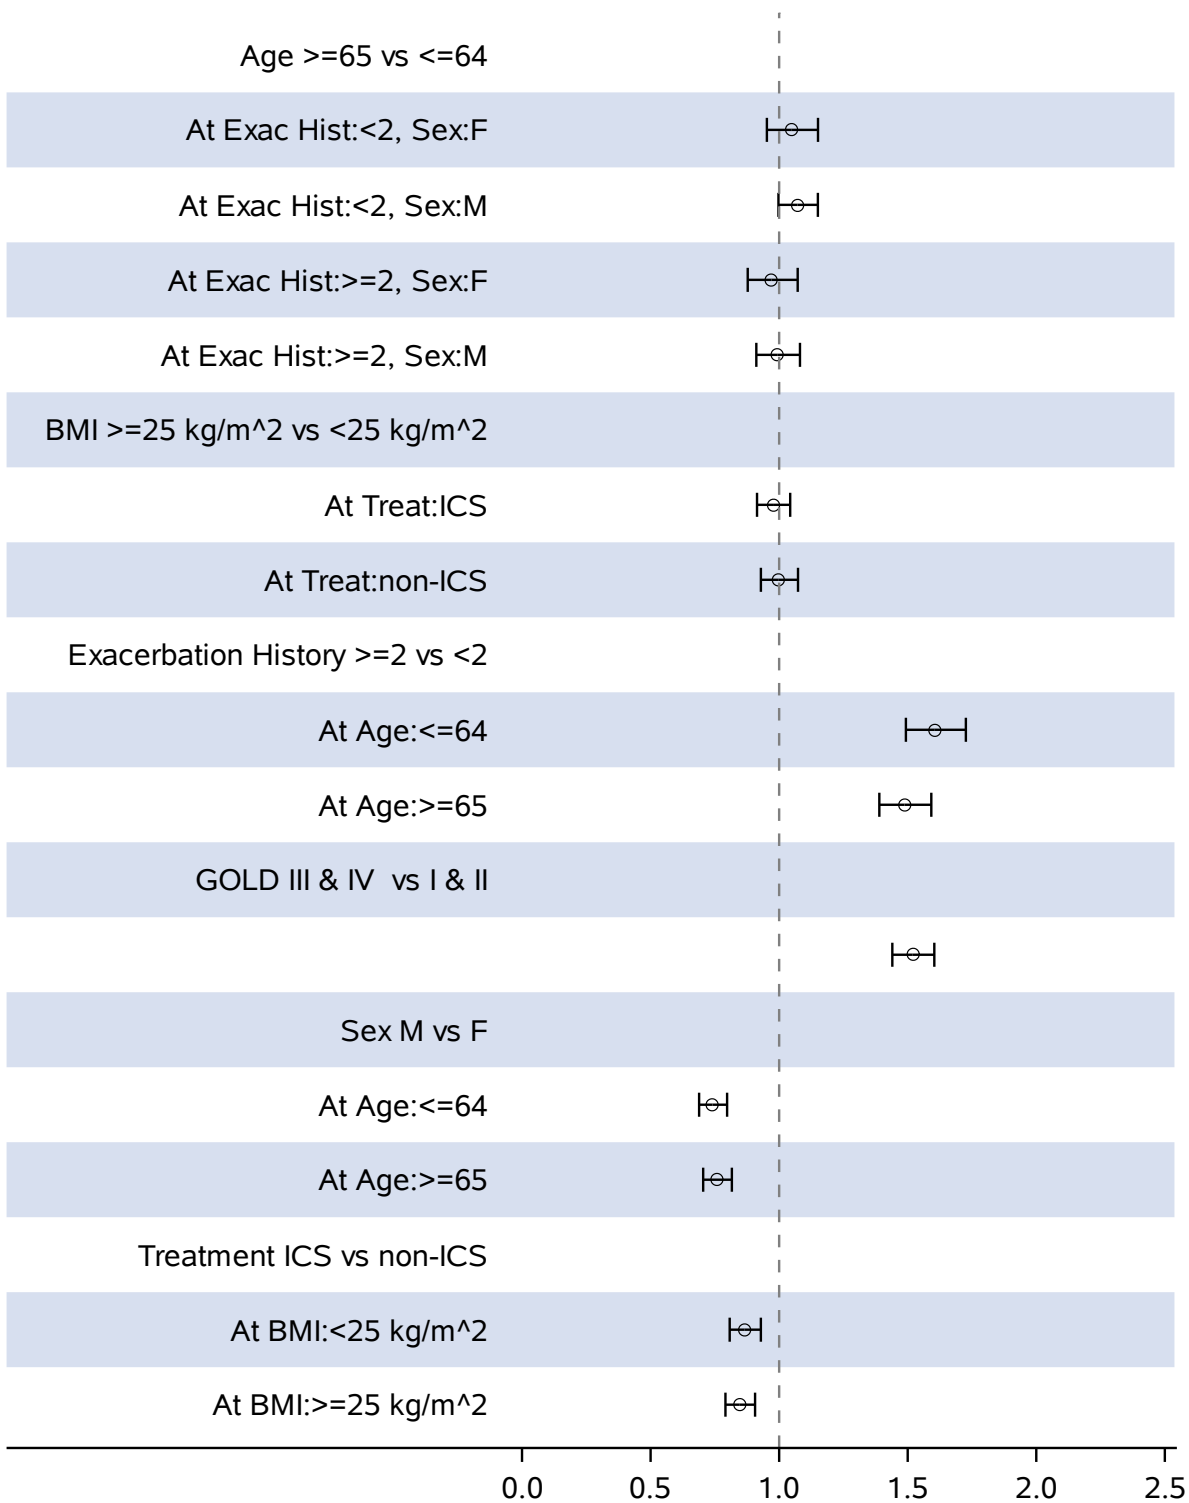 Age >=65 vs <=64
At Exac Hist:<2, Sex:F
At Exac Hist:<2, Sex:M
At Exac Hist:>=2, Sex:F
At Exac Hist:>=2, Sex:M
BMI >=25 kg/m^2 vs <25 kg/m^2
At Treat:ICS
At Treat:non-ICS
Exacerbation History >=2 vs <2
At Age:<=64
At Age:>=65
GOLD III & IV  vs I & II
Sex M vs F
At Age:<=64
At Age:>=65
Treatment ICS vs non-ICS
At BMI:<25 kg/m^2
At BMI:>=25 kg/m^2
0.0 0.5 1.0 1.5 2.0 2.5